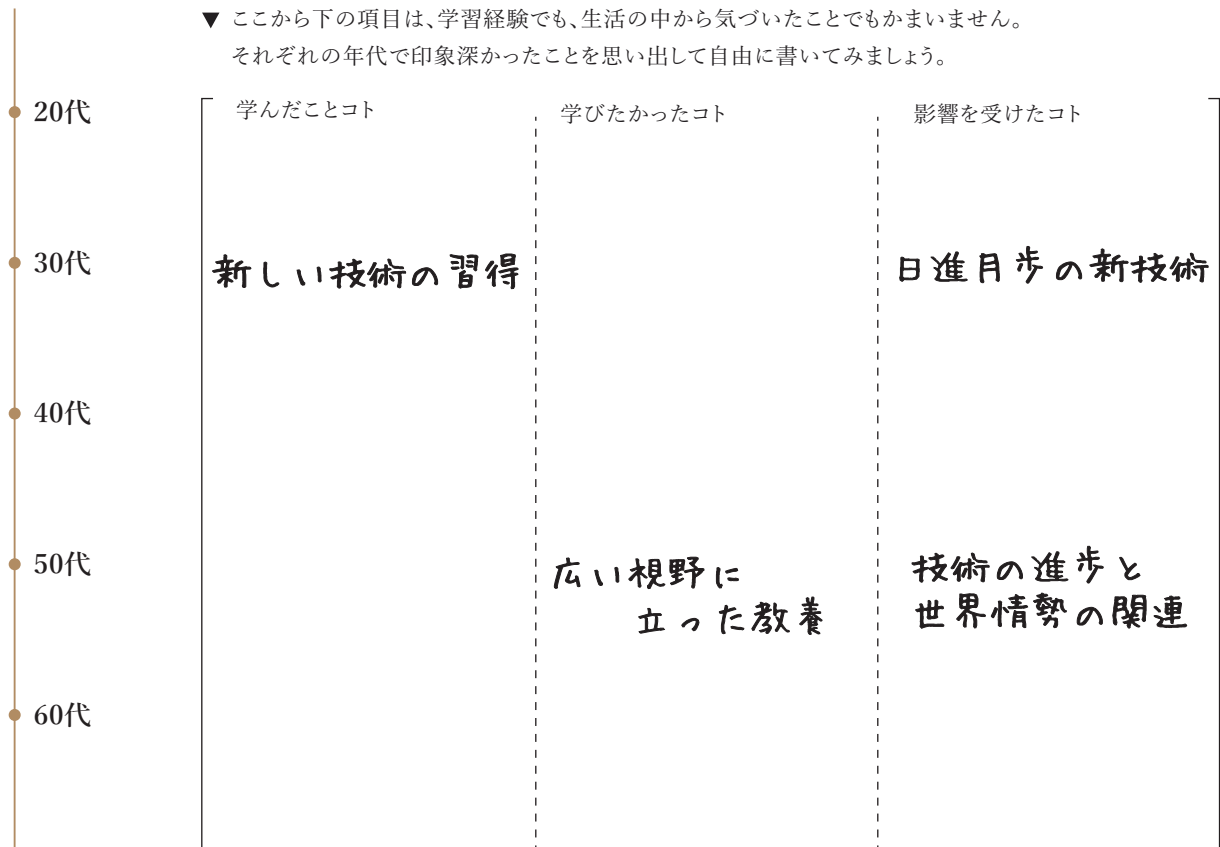 ▼ ここから下の項目は、学習経験でも、生活の中から気づいたことでもかまいません。
それぞれの年代で印象深かったことを思い出して自由に書いてみましょう。
学んだことコト
学びたかったコト
影響を受けたコト
20代
30代
新しい技術の習得
日進月歩の新技術
40代
50代
広い視野に
立った教養
技術の進歩と
世界情勢の関連
60代